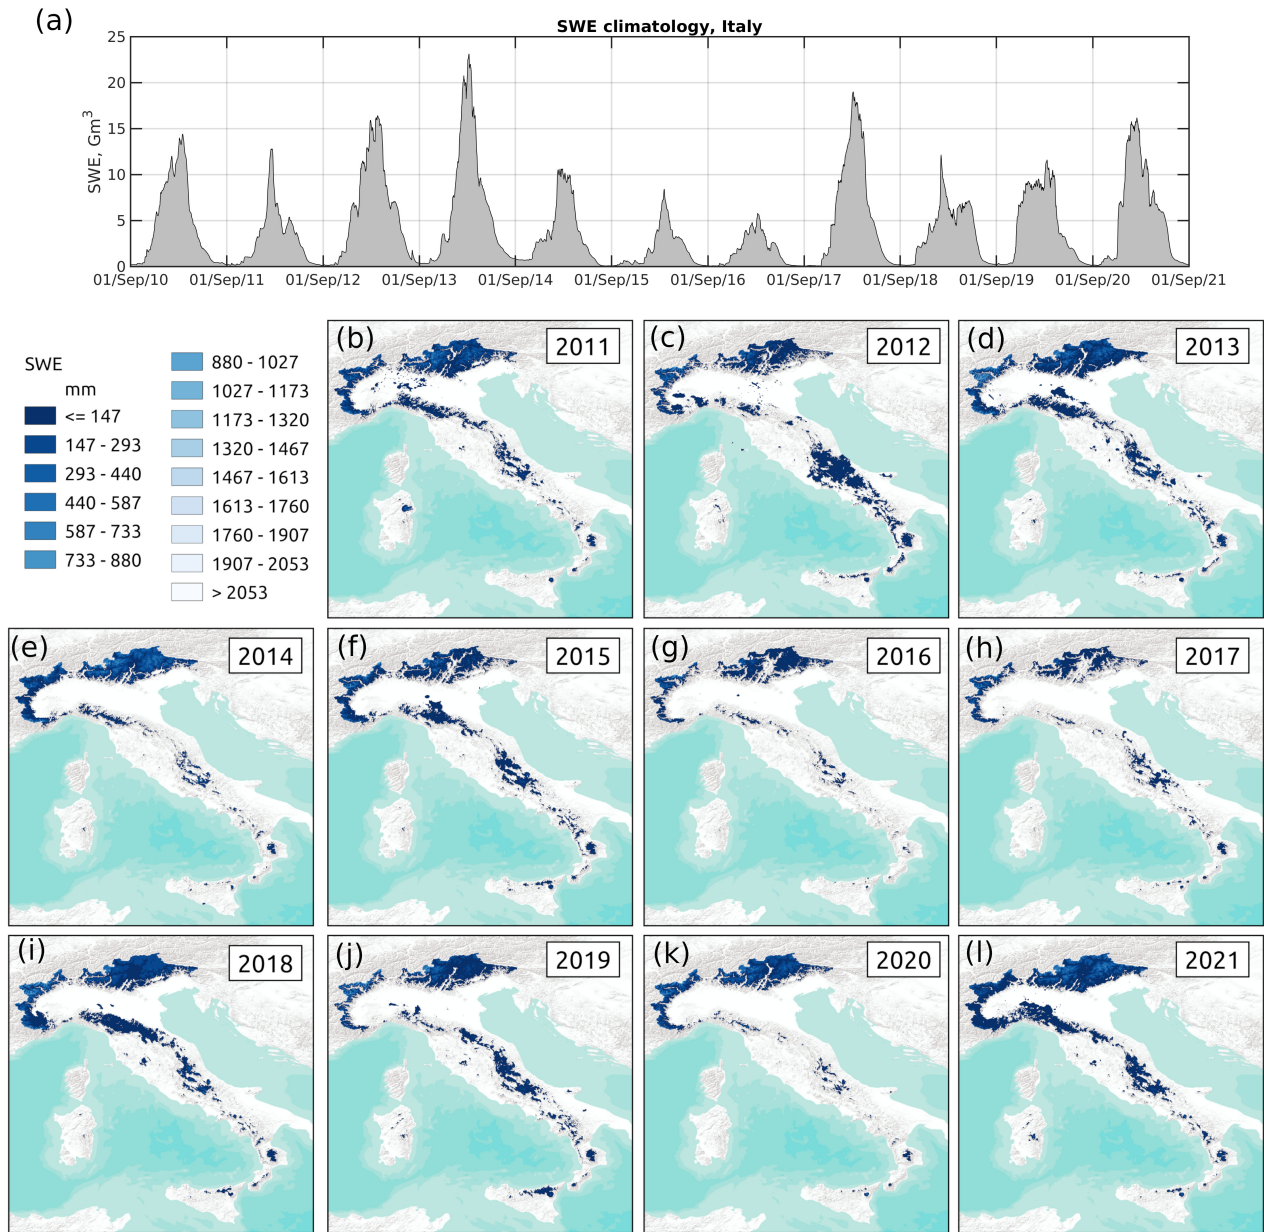 (a)
SWE climatology, Italy
SWE, Gm3
25
20
15
10
5
0
01/Sep/10 01/Sep/11 01/Sep/12 01/Sep/13 01/Sep/14 01/Sep/15 01/Sep/16 01/Sep/17 01/Sep/18 01/Sep/19 01/Sep/20 01/Sep/21
SWE
mm
<= 147
147 - 293
293 - 440
440 - 587
587 - 733
733 - 880
880 - 1027
1027 - 1173
1173 - 1320
1320 - 1467
1467 - 1613
1613 - 1760
1760 - 1907
1907 - 2053
> 2053
(b) 2011
(c) 2012
(d) 2013
(e) 2014
(f) 2015
(g) 2016
(h) 2017
(i) 2018
(j) 2019
(k) 2020
(l) 2021